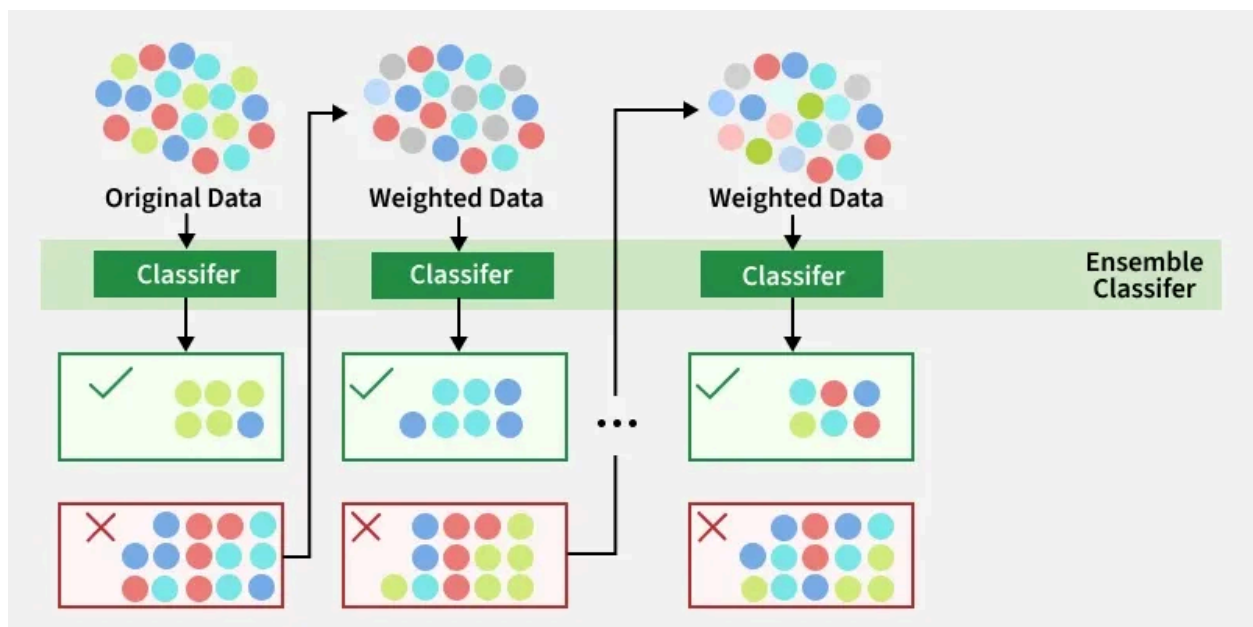 Original Data
Weighted Data
Weighted Data
Classifer
Classifer
Classifer
Ensemble
Classifer
...